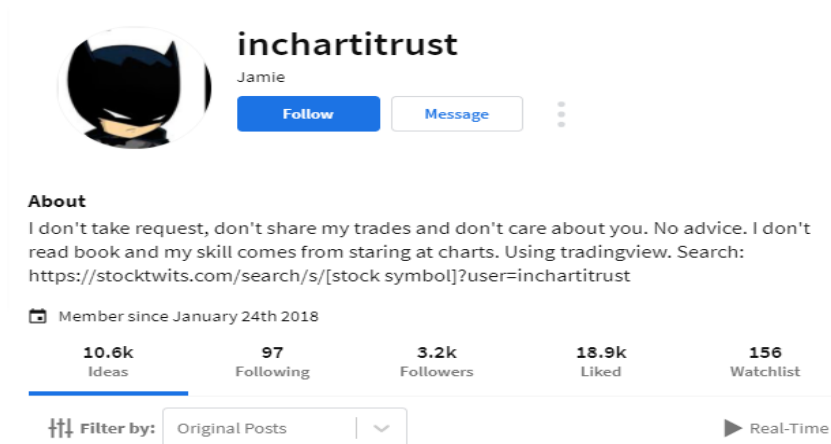 inchartitrust
Jamie
Follow
Message
About
I don't take request, don't share my trades and don't care about you. No advice. I don't
read book and my skill comes from staring at charts. Using tradingview. Search:
https://stocktwits.com/search/s/[stock symbol]?user=inchartitrust
Member since January 24th 2018
10.6k 97 3.2k 18.9k 156
Ideas Following Followers Liked Watchlist
Filter by: Original Posts Real-Time